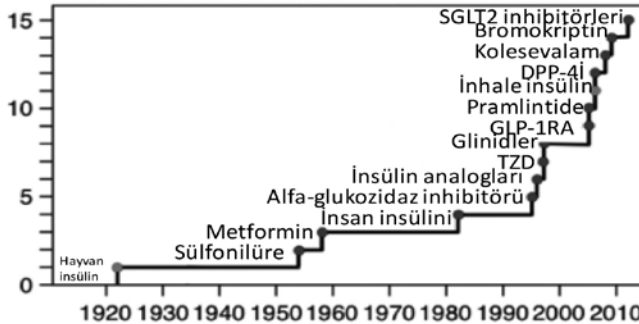 15
10
5
0
SGLT2 inhibitörleri
Bromokriptin
Kolesevalam
DPP-4İ
İnhale insülin
Pramlintide
GLP-1RA
Glinidler
TZD
İnsülin analogları
Alfa-glukozidaz inhibitörü
İnsan insülini
Metformin
Sülfonilüre
Hayvan
insülin
1920 1930 1940 1950 1960 1970 1980 1990 2000 2010